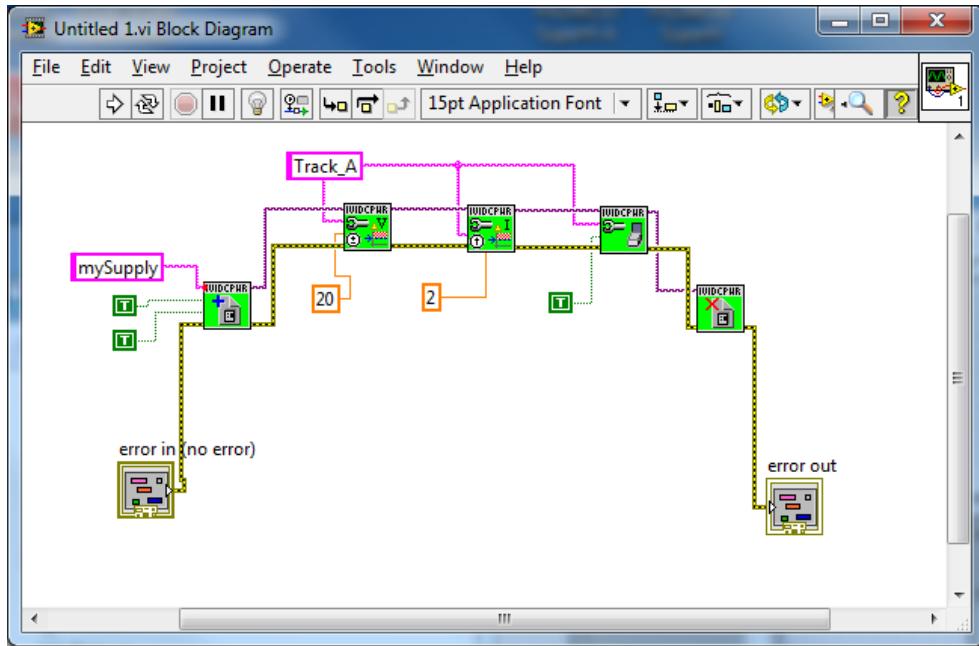 Untitled 1.vi Block Diagram
File Edit View Project Operate Tools Window Help
15pt Application Font
1
Track_A
IVIDCPWR
V
IVIDCPWR
I
IVIDCPWR
mySupply
IVIDCPWR
T
20
2
T
IVIDCPWR
T
error in (no error)
error out